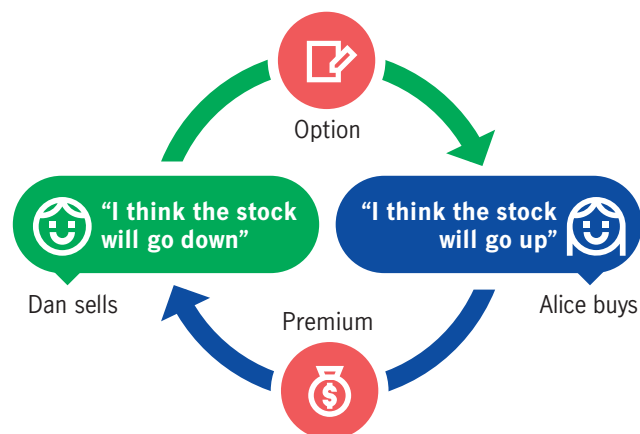 Option
“I think the stock
will go down”
“I think the stock
will go up”
Dan sells
Premium
Alice buys
$